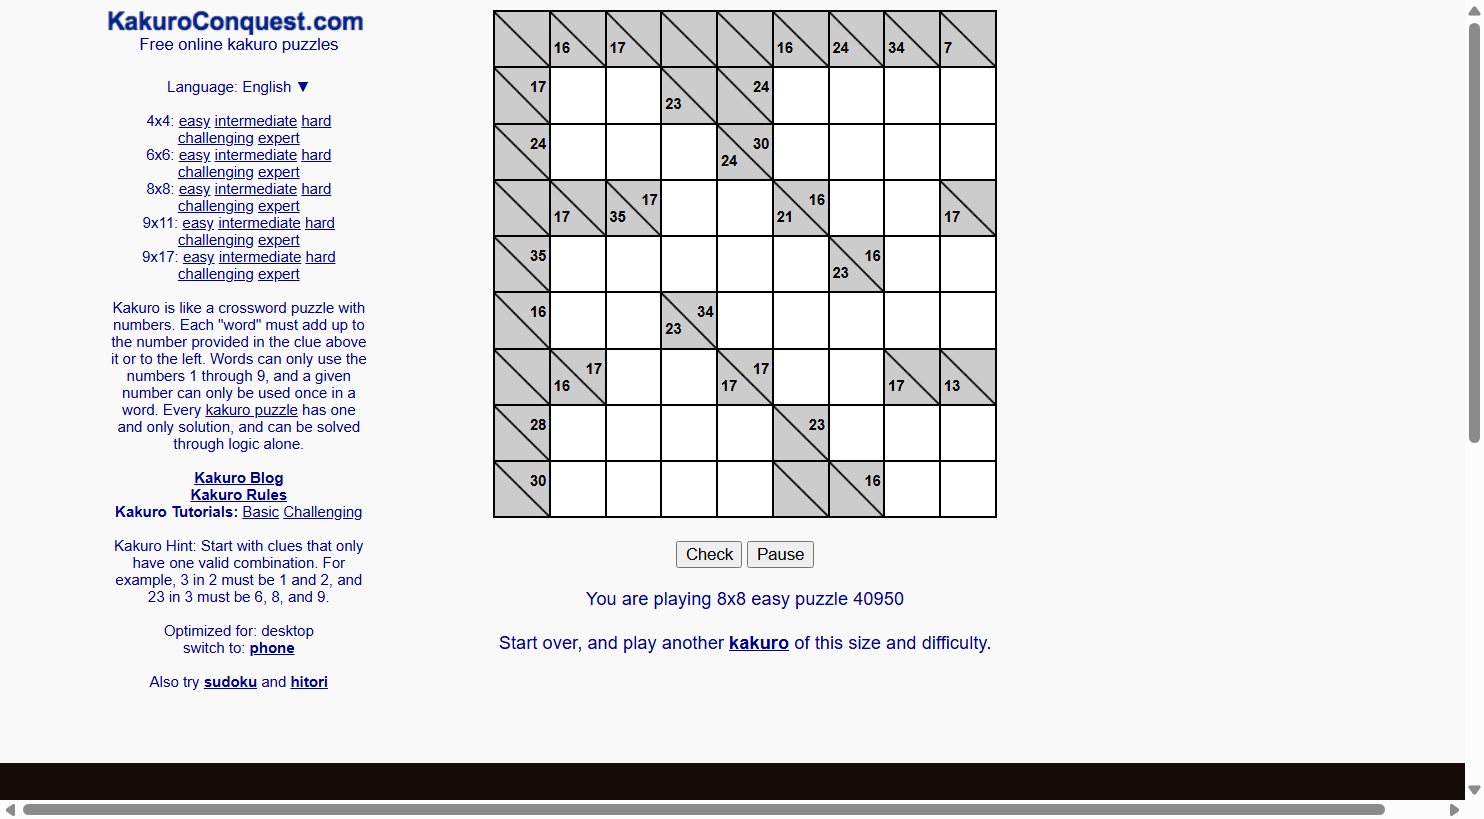 KakuroConquest.com
Free online kakuro puzzles
Language: English ▼
4x4: easy intermediate hard
challenging expert
6x6: easy intermediate hard
challenging expert
8x8: easy intermediate hard
challenging expert
9x11: easy intermediate hard
challenging expert
9x17: easy intermediate hard
challenging expert
Kakuro is like a crossword puzzle with
numbers. Each "word" must add up to
the number provided in the clue above
it or to the left. Words can only use the
numbers 1 through 9, and a given
number can only be used once in a
word. Every kakuro puzzle has one
and only solution, and can be solved
through logic alone.
Kakuro Blog
Kakuro Rules
Kakuro Tutorials: Basic Challenging
Kakuro Hint: Start with clues that only
have one valid combination. For
example, 3 in 2 must be 1 and 2, and
23 in 3 must be 6, 8, and 9.
Optimized for: desktop
switch to: phone
Also try sudoku and hitori
16 17 16 24 34 7
17 23 24
24 24 30
17 35 17 21 16 17
35 23 16
16 23 34
16 17 17 17 17 13
28 23
30 16
Check Pause
You are playing 8x8 easy puzzle 40950
Start over, and play another kakuro of this size and difficulty.